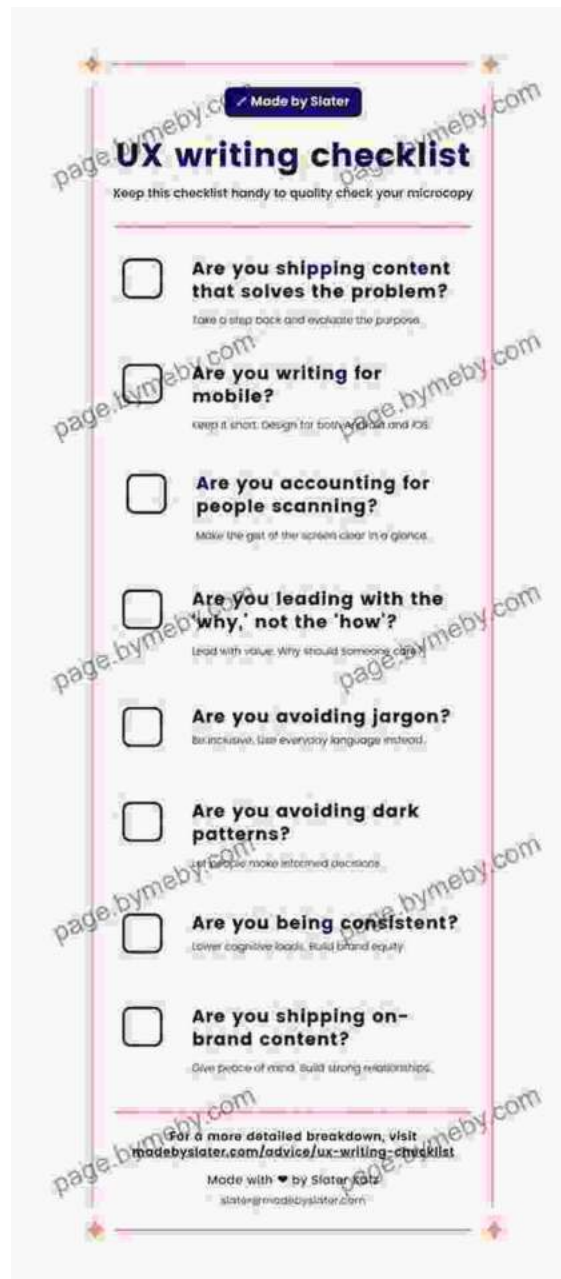 Made by Slater
UX writing checklist
Keep this checklist handy to quality check your microcopy
Are you shipping content
that solves the problem?
Take a step back and evaluate the purpose.
Are you writing for
mobile?
Keep it short. Design for both Android and iOS.
Are you accounting for
people scanning?
Make the gist of the screen clear in a glance.
Are you leading with the
'why,' not the 'how'?
Lead with value. Why should someone care?
Are you avoiding jargon?
Be inclusive. Use everyday language instead.
Are you avoiding dark
patterns?
Let people make informed decisions.
Are you being consistent?
Lower cognitive loads. Build brand equity.
Are you shipping on-
brand content?
Give peace of mind. Build strong relationships.
For a more detailed breakdown, visit
madebyslater.com/advice/ux-writing-checklist
Made with ❤ by Slater Katz
slater@madebyslater.com
page.bymeby.com
page.bymeby.com
page.bymeby.com
page.bymeby.com
page.bymeby.com
page.bymeby.com
page.bymeby.com
page.bymeby.com
page.bymeby.com
page.bymeby.com